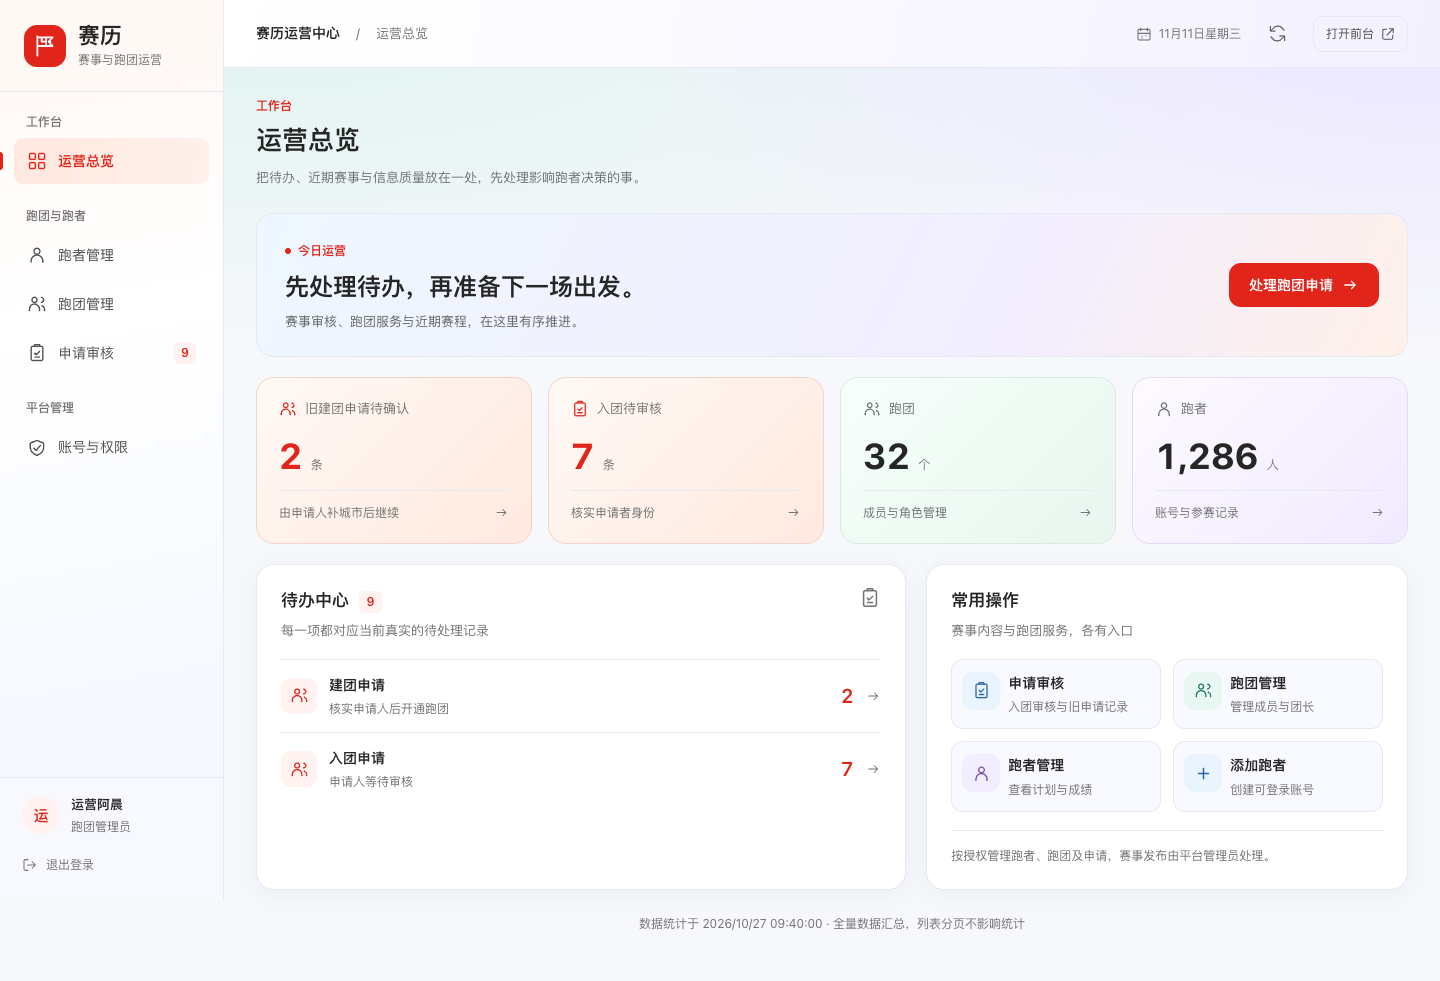 赛历
赛事与跑团运营
工作台
运营总览
跑团与跑者
跑者管理
跑团管理
申请审核 9
平台管理
账号与权限
运 运营阿晨
跑团管理员
退出登录
赛历运营中心 / 运营总览
11月11日星期三
打开前台
工作台
运营总览
把待办、近期赛事与信息质量放在一处，先处理影响跑者决策的事。
今日运营
先处理待办，再准备下一场出发。
赛事审核、跑团服务与近期赛程，在这里有序推进。
处理跑团申请 →
旧建团申请待确认
2 条
由申请人补城市后继续 →
入团待审核
7 条
核实申请者身份 →
跑团
32 个
成员与角色管理 →
跑者
1,286 人
账号与参赛记录 →
待办中心 9
每一项都对应当前真实的待处理记录
建团申请
核实申请人后开通跑团
2 →
入团申请
申请人等待审核
7 →
常用操作
赛事内容与跑团服务，各有入口
申请审核
入团审核与旧申请记录
跑团管理
管理成员与团长
跑者管理
查看计划与成绩
添加跑者
创建可登录账号
按授权管理跑者、跑团及申请，赛事发布由平台管理员处理。
数据统计于 2026/10/27 09:40:00 · 全量数据汇总，列表分页不影响统计